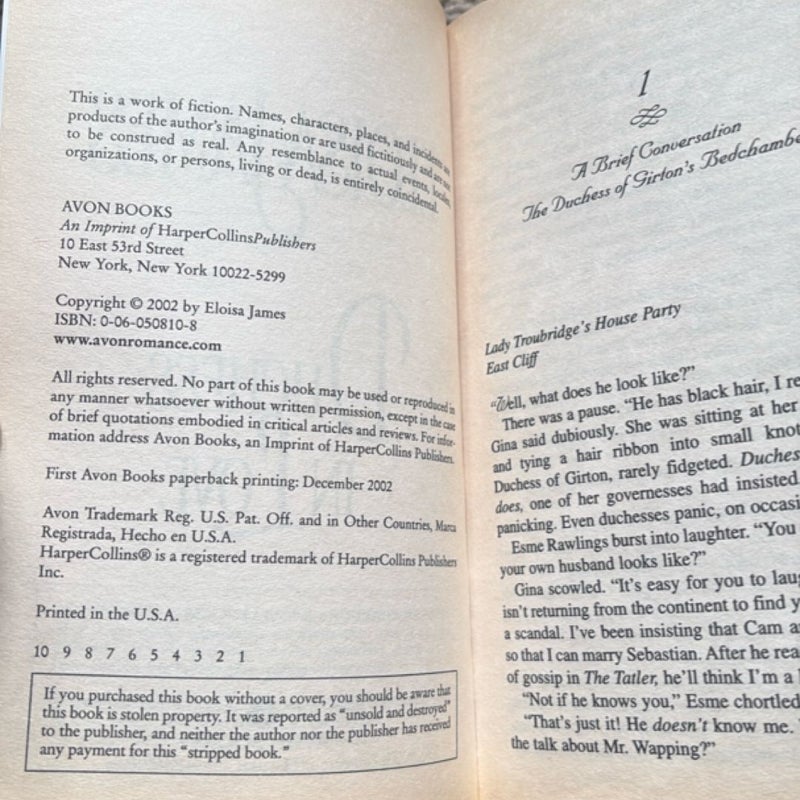 This is a work of fiction. Names, characters, places, and incidents are
products of the author's imagination or are used fictitiously and are not
to be construed as real. Any resemblance to actual events, locales,
organizations, or persons, living or dead, is entirely coincidental.
AVON BOOKS
An Imprint of HarperCollinsPublishers
10 East 53rd Street
New York, New York 10022-5299
Copyright © 2002 by Eloisa James
ISBN: 0-06-050810-8
www.avonromance.com
All rights reserved. No part of this book may be used or reproduced in
any manner whatsoever without written permission, except in the case
of brief quotations embodied in critical articles and reviews. For infor-
mation address Avon Books, an Imprint of HarperCollins Publishers.
First Avon Books paperback printing: December 2002
Avon Trademark Reg. U.S. Pat. Off. and in Other Countries, Marca
Registrada, Hecho en U.S.A.
HarperCollins® is a registered trademark of HarperCollins Publishers
Inc.
Printed in the U.S.A.
10 9 8 7 6 5 4 3 2 1
If you purchased this book without a cover, you should be aware that
this book is stolen property. It was reported as "unsold and destroyed"
to the publisher, and neither the author nor the publisher has received
any payment for this "stripped book."
1
A Brief Conversation
The Duchess of Girton's Bedchambe
Lady Troubridge's House Party
East Cliff
"Well, what does he look like?"
There was a pause. "He has black hair, I re
Gina said dubiously. She was sitting at her
and tying a hair ribbon into small knot
Duchess of Girton, rarely fidgeted. Duches
does, one of her governesses had insisted.
panicking. Even duchesses panic, on occasi
Esme Rawlings burst into laughter. "You
your own husband looks like?"
Gina scowled. "It's easy for you to lau
isn't returning from the continent to find y
a scandal. I've been insisting that Cam a
so that I can marry Sebastian. After he rea
of gossip in The Tatler, he'll think I'm a
"Not if he knows you," Esme chortled
"That's just it! He doesn't know me.
the talk about Mr. Wapping?"